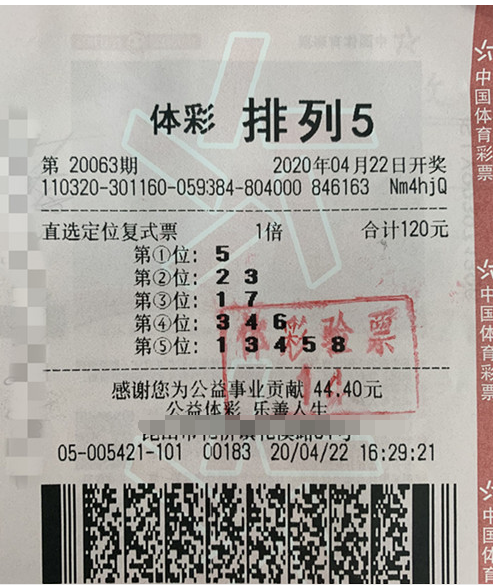 体彩 排列5
第 20063期 2020年04月22日开奖
110320-301160-059384-804000 846163 Nm4hjQ
直选定位复式票 1倍 合计120元
第①位: 5
第②位: 2 3
第③位: 1 7
第④位: 3 4 6
第⑤位: 1 3 4 5 8
体彩验票
感谢您为公益事业贡献 44.40元
公益体彩 乐善人生
05-005421-101 00183 20/04/22 16:29:21
中国体育彩票
中国体育彩票
中国体